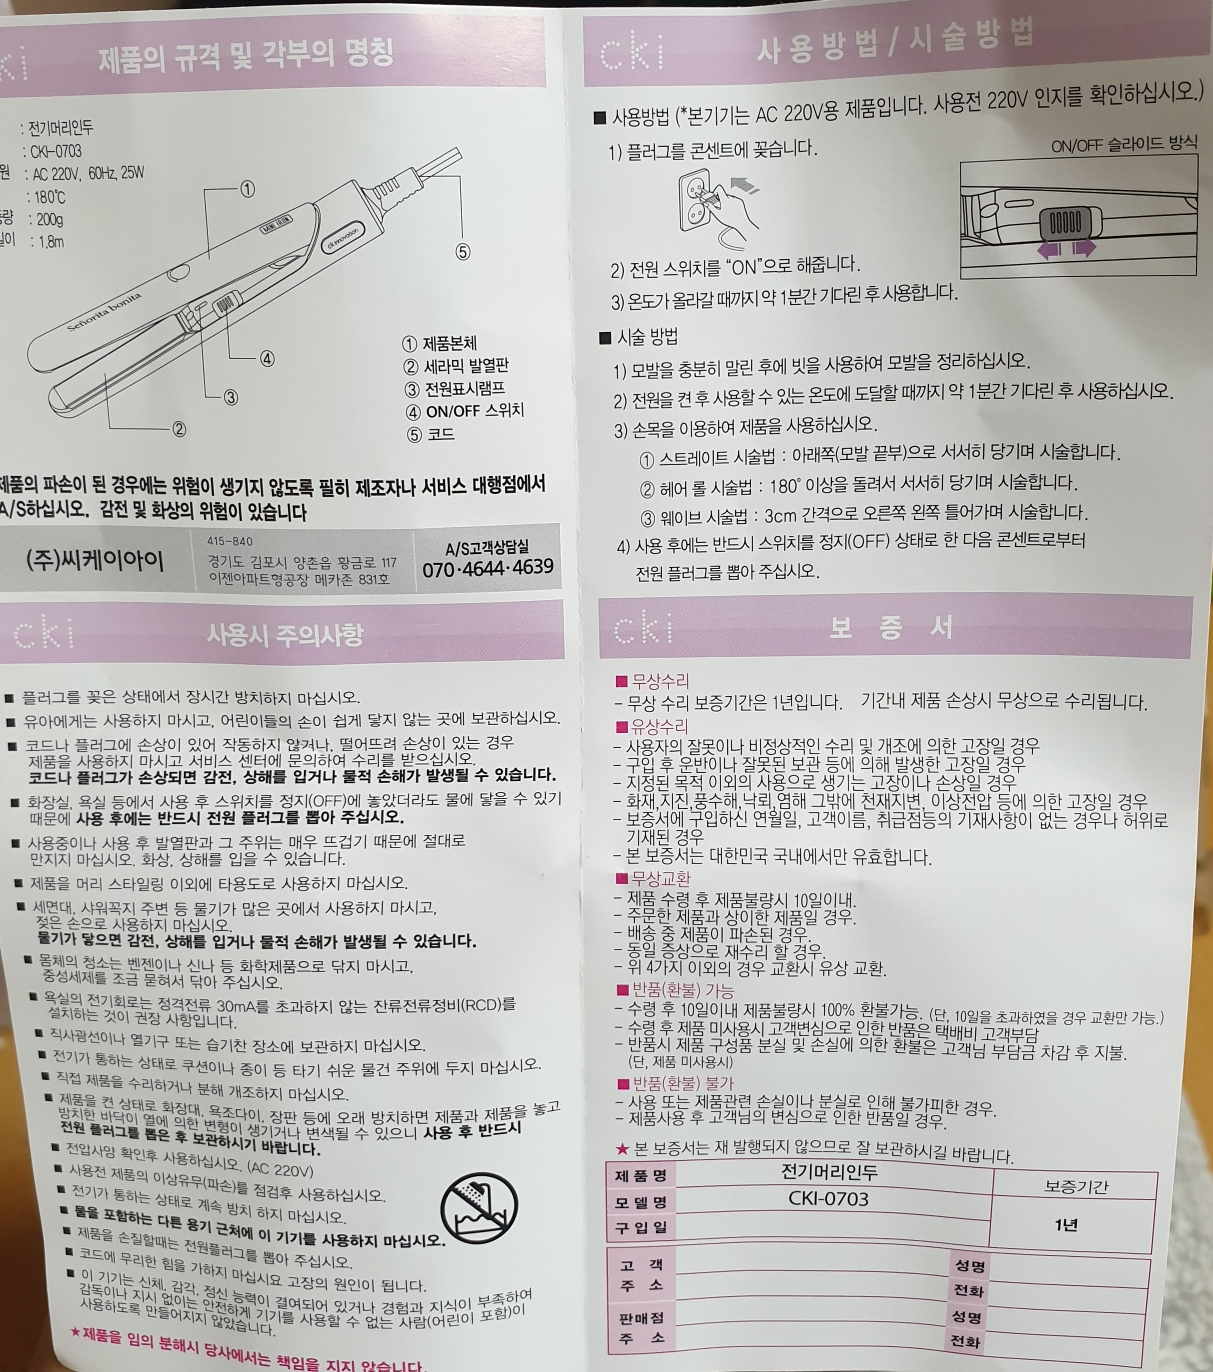 cki 제품의 규격 및 각부의 명칭
: 전기머리인두
: CKI-0703
원 : AC 220V, 60Hz, 25W
: 180℃
: 200g
: 1.8m
①
⑤
④
③
②
MINI IRON
ck innovation
Señorita bonita
① 제품본체
② 세라믹 발열판
③ 전원표시램프
④ ON/OFF 스위치
⑤ 코드
제품의 파손이 된 경우에는 위험이 생기지 않도록 필히 제조자나 서비스 대행점에서
A/S하십시오. 감전 및 화상의 위험이 있습니다
(주)씨케이아이
415-840
경기도 김포시 양촌읍 황금로 117
이젠아파트형공장 메카존 831호
A/S고객상담실
070·4644·4639
cki 사용시 주의사항
■ 플러그를 꽂은 상태에서 장시간 방치하지 마십시오.
■ 유아에게는 사용하지 마시고, 어린이들의 손이 쉽게 닿지 않는 곳에 보관하십시오.
■ 코드나 플러그에 손상이 있어 작동하지 않거나, 떨어뜨려 손상이 있는 경우
제품을 사용하지 마시고 서비스 센터에 문의하여 수리를 받으십시오.
코드나 플러그가 손상되면 감전, 상해를 입거나 물적 손해가 발생될 수 있습니다.
■ 화장실, 욕실 등에서 사용 후 스위치를 정지(OFF)에 놓았더라도 물에 닿을 수 있기
때문에 사용 후에는 반드시 전원 플러그를 뽑아 주십시오.
■ 사용중이나 사용 후 발열판과 그 주위는 매우 뜨겁기 때문에 절대로
만지지 마십시오. 화상, 상해를 입을 수 있습니다.
■ 제품을 머리 스타일링 이외에 타용도로 사용하지 마십시오.
■ 세면대, 샤워꼭지 주변 등 물기가 많은 곳에서 사용하지 마시고,
젖은 손으로 사용하지 마십시오.
물기가 닿으면 감전, 상해를 입거나 물적 손해가 발생될 수 있습니다.
■ 몸체의 청소는 벤젠이나 신나 등 화학제품으로 닦지 마시고,
중성세제를 조금 묻혀서 닦아 주십시오.
■ 욕실의 전기회로는 정격전류 30mA를 초과하지 않는 잔류전류정비(RCD)를
설치하는 것이 권장 사항입니다.
■ 직사광선이나 열기구 또는 습기찬 장소에 보관하지 마십시오.
■ 전기가 통하는 상태로 쿠션이나 종이 등 타기 쉬운 물건 주위에 두지 마십시오.
■ 직접 제품을 수리하거나 분해 개조하지 마십시오.
■ 제품을 켠 상태로 화장대, 욕조다이, 장판 등에 오래 방치하면 제품과 제품을 놓고
방치한 바닥이 열에 의한 변형이 생기거나 변색될 수 있으니 사용 후 반드시
전원 플러그를 뽑은 후 보관하시기 바랍니다.
■ 전압사양 확인후 사용하십시오. (AC 220V)
■ 사용전 제품의 이상유무(파손)를 점검후 사용하십시오.
■ 전기가 통하는 상태로 계속 방치 하지 마십시오.
■ 물을 포함하는 다른 용기 근처에 이 기기를 사용하지 마십시오.
■ 제품을 손질할때는 전원플러그를 뽑아 주십시오.
■ 코드에 무리한 힘을 가하지 마십시요 고장의 원인이 됩니다.
■ 이 기기는 신체, 감각, 정신 능력이 결여되어 있거나 경험과 지식이 부족하여
감독이나 지시 없이는 안전하게 기기를 사용할 수 없는 사람(어린이 포함)이
사용하도록 만들어지지 않았습니다.
★제품을 임의 분해시 당사에서는 책임을 지지 않습니다.
cki 사용방법/시술방법
■ 사용방법 (*본기기는 AC 220V용 제품입니다. 사용전 220V 인지를 확인하십시오.)
1) 플러그를 콘센트에 꽂습니다.
ON/OFF 슬라이드 방식
2) 전원 스위치를 “ON”으로 해줍니다.
3) 온도가 올라갈 때까지 약 1분간 기다린 후 사용합니다.
■ 시술 방법
1) 모발을 충분히 말린 후에 빗을 사용하여 모발을 정리하십시오.
2) 전원을 켠 후 사용할 수 있는 온도에 도달할 때까지 약 1분간 기다린 후 사용하십시오.
3) 손목을 이용하여 제품을 사용하십시오.
① 스트레이트 시술법 : 아래쪽(모발 끝부)으로 서서히 당기며 시술합니다.
② 헤어 롤 시술법 : 180° 이상을 돌려서 서서히 당기며 시술합니다.
③ 웨이브 시술법 : 3cm 간격으로 오른쪽 왼쪽 틀어가며 시술합니다.
4) 사용 후에는 반드시 스위치를 정지(OFF) 상태로 한 다음 콘센트로부터
전원 플러그를 뽑아 주십시오.
cki 보 증 서
■ 무상수리
- 무상 수리 보증기간은 1년입니다. 기간내 제품 손상시 무상으로 수리됩니다.
■ 유상수리
- 사용자의 잘못이나 비정상적인 수리 및 개조에 의한 고장일 경우
- 구입 후 운반이나 잘못된 보관 등에 의해 발생한 고장일 경우
- 지정된 목적 이외의 사용으로 생기는 고장이나 손상일 경우
- 화재,지진,풍수해,낙뢰,염해 그밖에 천재지변, 이상전압 등에 의한 고장일 경우
- 보증서에 구입하신 연월일, 고객이름, 취급점등의 기재사항이 없는 경우나 허위로
기재된 경우
- 본 보증서는 대한민국 국내에서만 유효합니다.
■ 무상교환
- 제품 수령 후 제품불량시 10일이내.
- 주문한 제품과 상이한 제품일 경우.
- 배송 중 제품이 파손된 경우.
- 동일 증상으로 재수리 할 경우.
- 위 4가지 이외의 경우 교환시 유상 교환.
■ 반품(환불) 가능
- 수령 후 10일이내 제품불량시 100% 환불가능. (단, 10일을 초과하였을 경우 교환만 가능.)
- 수령 후 제품 미사용시 고객변심으로 인한 반품은 택배비 고객부담
- 반품시 제품 구성품 분실 및 손실에 의한 환불은 고객님 부담금 차감 후 지불.
(단, 제품 미사용시)
■ 반품(환불) 불가
- 사용 또는 제품관련 손실이나 분실로 인해 불가피한 경우.
- 제품사용 후 고객님의 변심으로 인한 반품일 경우.
★ 본 보증서는 재 발행되지 않으므로 잘 보관하시길 바랍니다.
제 품 명 전기머리인두 보증기간
모 델 명 CKI-0703
구 입 일 1년
고 객 성명
주 소 전화
판매점 성명
주 소 전화